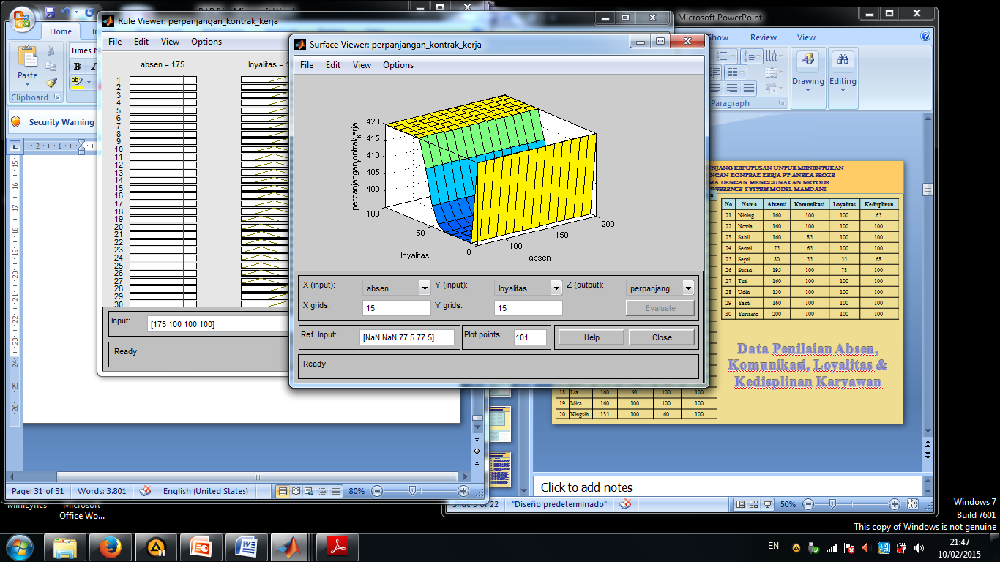 BAB IV - Microsoft Word
Home
Times N
Paste
B
Clipboard
Security Warning
Rule Viewer: perpanjangan_kontrak_kerja
File Edit View Options
absen = 175
loyalitas = 1
1
2
3
4
5
6
7
8
9
10
11
12
13
14
15
16
17
18
19
20
21
22
23
24
25
26
27
28
29
30
Input:
[175 100 100 100]
Ready
Surface Viewer: perpanjangan_kontrak_kerja
File Edit View Options
420
415
410
405
400
100
50
0
100
150
200
perpanjangan_kontrak_kerja
loyalitas
absen
X (input): absen Y (input): loyalitas Z (output): perpanjang...
X grids: 15 Y grids: 15 Evaluate
Ref. Input: [NaN NaN 77.5 77.5] Plot points: 101 Help Close
Ready
Microsoft PowerPoint
Show Review View
Drawing Editing
Paragraph
NJANG KEPUTUSAN UNTUK MENENTUKAN
NGAN KONTRAK KERJA PT ANEKA FROZE
MA DENGAN MENGGUNAKAN METODE
FERENCE SYSTEM MODEL MAMDANI
No Nama Absensi Komunikasi Loyalitas Kedisplinan
21 Nining 160 100 100 65
22 Novia 160 100 100 100
23 Sahil 160 85 100 100
24 Sentri 75 65 100 100
25 Septi 80 55 55 68
26 Susan 195 100 78 100
27 Tuti 160 100 100 100
28 Udin 150 100 100 100
29 Yanti 160 100 100 100
30 Yurianto 200 100 100 100
Data Penilaian Absen,
Komunikasi, Loyalitas &
Kedisplinan Karyawan
18 Lia 160 91 100 100
19 Mira 160 100 100 100
20 Ningsih 135 100 60 100
Click to add notes
Page: 31 of 31 Words: 3.801 English (United States) 80%
Slide 5 of 22 "Diseño predeterminado" 50%
MiniLyrics
Microsoft
Office Wo...
Windows 7
Build 7601
This copy of Windows is not genuine
EN
21:47
10/02/2015